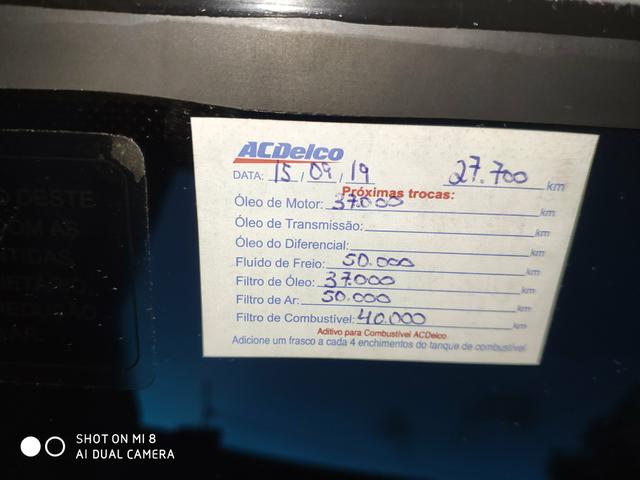 ACDelco
DATA: 15 / 09 / 19 27.700 km
Próximas trocas:
Óleo de Motor: 37.000 km
Óleo de Transmissão: km
Óleo do Diferencial: km
Fluído de Freio: 50.000 km
Filtro de Óleo: 37.000 km
Filtro de Ar: 50.000 km
Filtro de Combustível: 40.000 km
Aditivo para Combustível ACDelco
Adicione um frasco a cada 4 enchimentos do tanque de combustível
SHOT ON MI 8
AI DUAL CAMERA